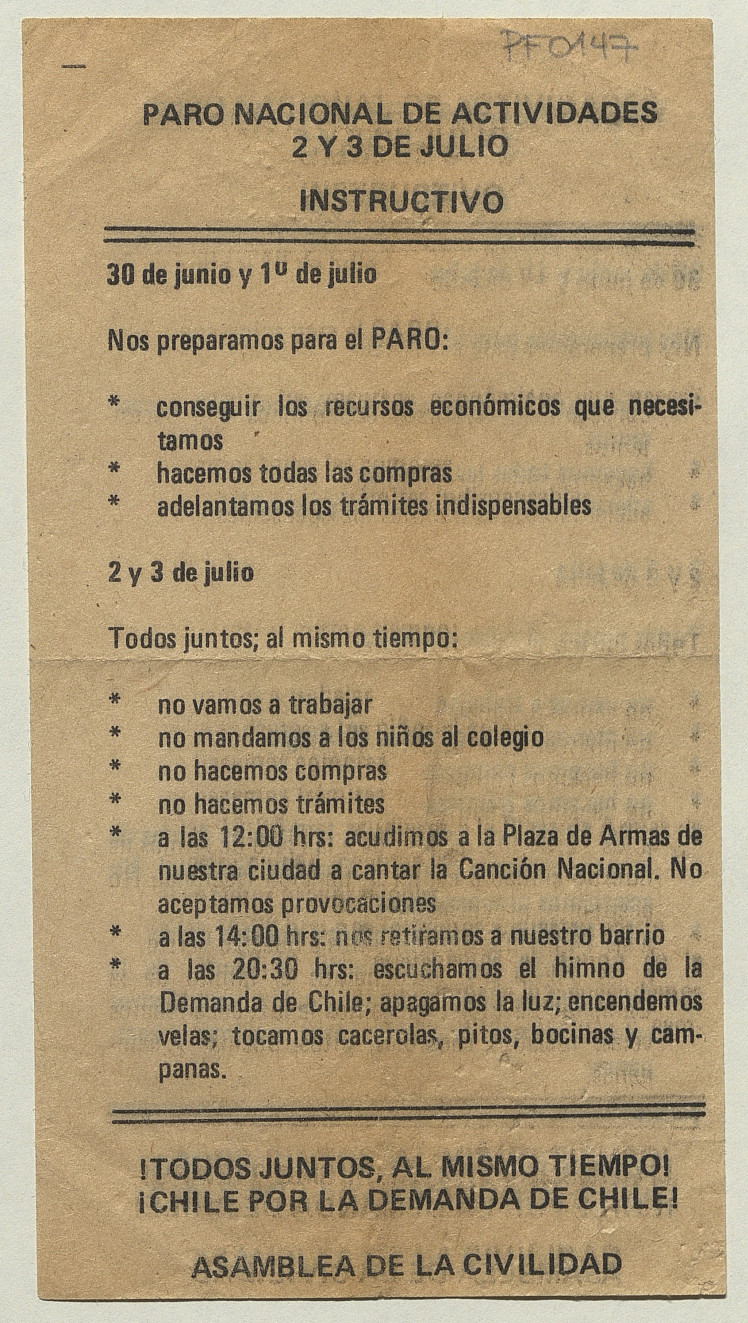 PF0147
PARO NACIONAL DE ACTIVIDADES
2 Y 3 DE JULIO
INSTRUCTIVO
30 de junio y 1º de julio
Nos preparamos para el PARO:
* conseguir los recursos económicos que necesi-
tamos
* hacemos todas las compras
* adelantamos los trámites indispensables
2 y 3 de julio
Todos juntos; al mismo tiempo:
* no vamos a trabajar
* no mandamos a los niños al colegio
* no hacemos compras
* no hacemos trámites
* a las 12:00 hrs: acudimos a la Plaza de Armas de
nuestra ciudad a cantar la Canción Nacional. No
aceptamos provocaciones
* a las 14:00 hrs: nos retiramos a nuestro barrio
* a las 20:30 hrs: escuchamos el himno de la
Demanda de Chile; apagamos la luz; encendemos
velas; tocamos cacerolas, pitos, bocinas y cam-
panas.
!TODOS JUNTOS, AL MISMO TIEMPO!
¡CHILE POR LA DEMANDA DE CHILE!
ASAMBLEA DE LA CIVILIDAD